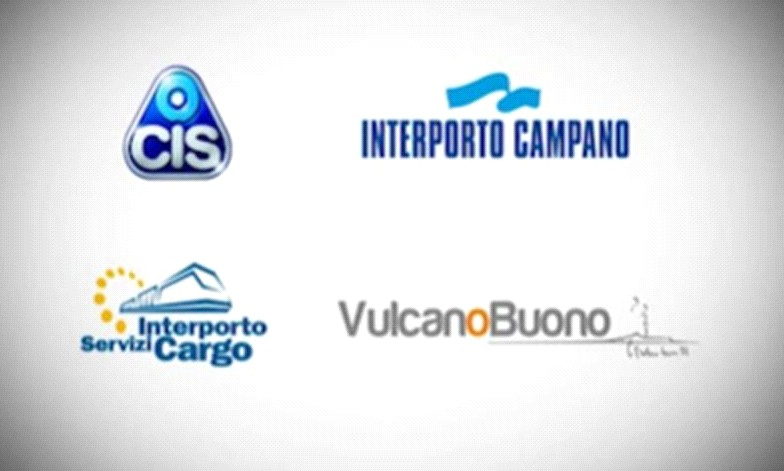 CIS
INTERPORTO CAMPANO
Interporto
Servizi Cargo
VulcanoBuono